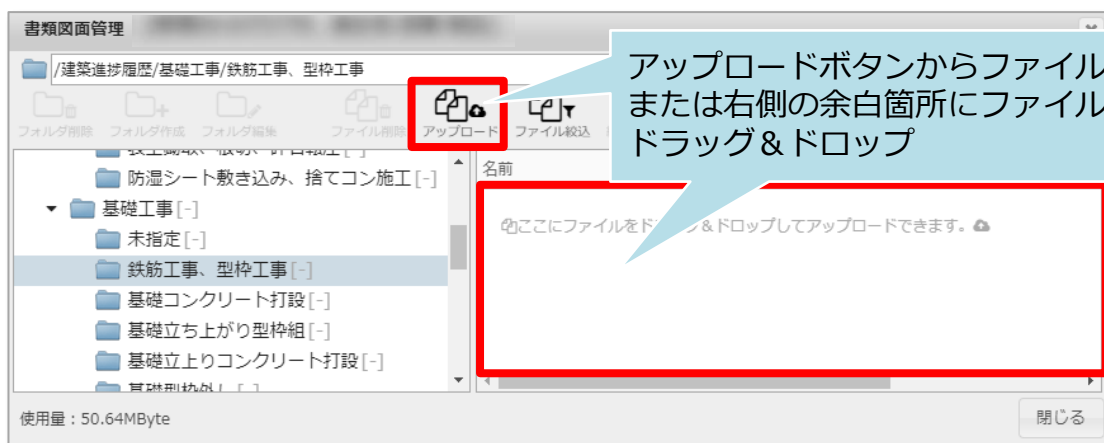 書類図面管理
/建築進捗履歴/基礎工事/鉄筋工事、型枠工事
アップロードボタンからファイル
または右側の余白箇所にファイル
ドラッグ＆ドロップ
フォルダ削除 フォルダ作成 フォルダ編集 ファイル削除 アップロード ファイル絞込
防湿シート敷き込み、捨てコン施工[-]
名前
基礎工事[-]
未指定[-]
ここにファイルをド ＆ドロップしてアップロードできます。
鉄筋工事、型枠工事[-]
基礎コンクリート打設[-]
基礎立ち上がり型枠組[-]
基礎立上りコンクリート打設[-]
使用量：50.64MByte
閉じる